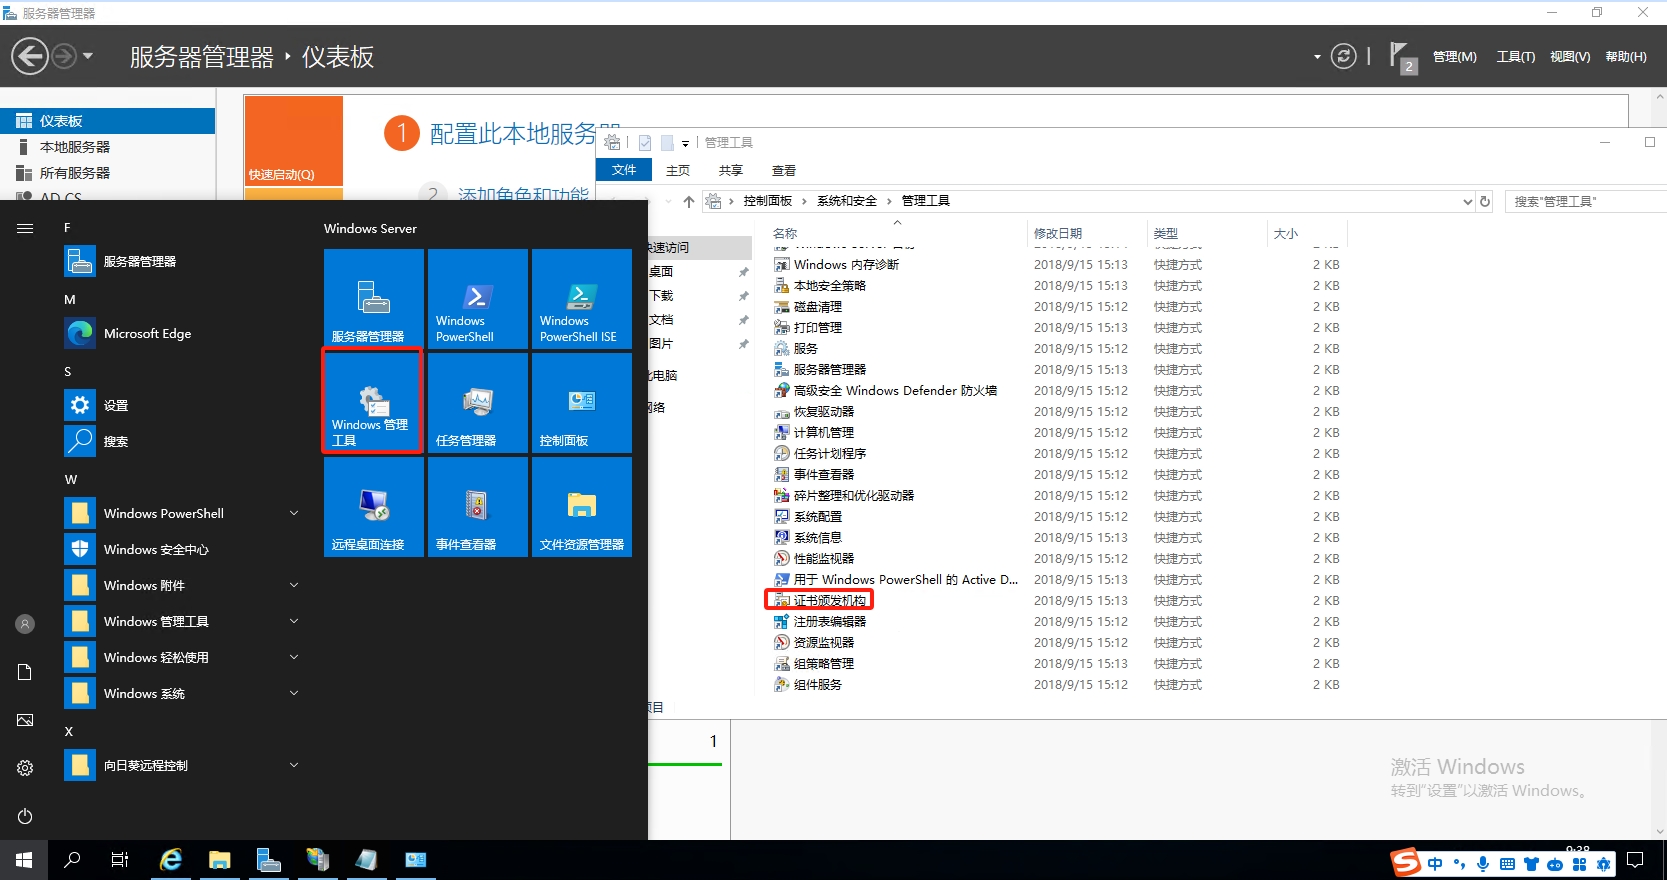 服务器管理器
服务器管理器 · 仪表板
2
管理(M) 工具(T) 视图(V) 帮助(H)
仪表板
本地服务器
所有服务器
AD CS
快速启动(Q)
1 配置此本地服务器
2 添加角色和功能
管理工具
文件 主页 共享 查看
控制面板 › 系统和安全 › 管理工具
搜索"管理工具"
名称 修改日期 类型 大小
Windows 内存诊断 2018/9/15 15:13 快捷方式 2 KB
本地安全策略 2018/9/15 15:13 快捷方式 2 KB
磁盘清理 2018/9/15 15:12 快捷方式 2 KB
打印管理 2018/9/15 15:13 快捷方式 2 KB
服务 2018/9/15 15:12 快捷方式 2 KB
服务器管理器 2018/9/15 15:13 快捷方式 2 KB
高级安全 Windows Defender 防火墙 2018/9/15 15:12 快捷方式 2 KB
恢复驱动器 2018/9/15 15:12 快捷方式 2 KB
计算机管理 2018/9/15 15:12 快捷方式 2 KB
任务计划程序 2018/9/15 15:12 快捷方式 2 KB
事件查看器 2018/9/15 15:12 快捷方式 2 KB
碎片整理和优化驱动器 2018/9/15 15:12 快捷方式 2 KB
系统配置 2018/9/15 15:12 快捷方式 2 KB
系统信息 2018/9/15 15:12 快捷方式 2 KB
性能监视器 2018/9/15 15:12 快捷方式 2 KB
用于 Windows PowerShell 的 Active D... 2018/9/15 15:13 快捷方式 2 KB
证书颁发机构 2018/9/15 15:13 快捷方式 2 KB
注册表编辑器 2018/9/15 15:12 快捷方式 2 KB
资源监视器 2018/9/15 15:12 快捷方式 2 KB
组策略管理 2018/9/15 15:13 快捷方式 2 KB
组件服务 2018/9/15 15:12 快捷方式 2 KB
速访问
桌面
下载
文档
图片
电脑
网络
项目
1
F
服务器管理器
M
Microsoft Edge
S
设置
搜索
W
Windows PowerShell
Windows 安全中心
Windows 附件
Windows 管理工具
Windows 轻松使用
Windows 系统
X
向日葵远程控制
Windows Server
服务器管理器
Windows PowerShell
Windows PowerShell ISE
Windows 管理工具
任务管理器
控制面板
远程桌面连接
事件查看器
文件资源管理器
激活 Windows
转到"设置"以激活 Windows。
中